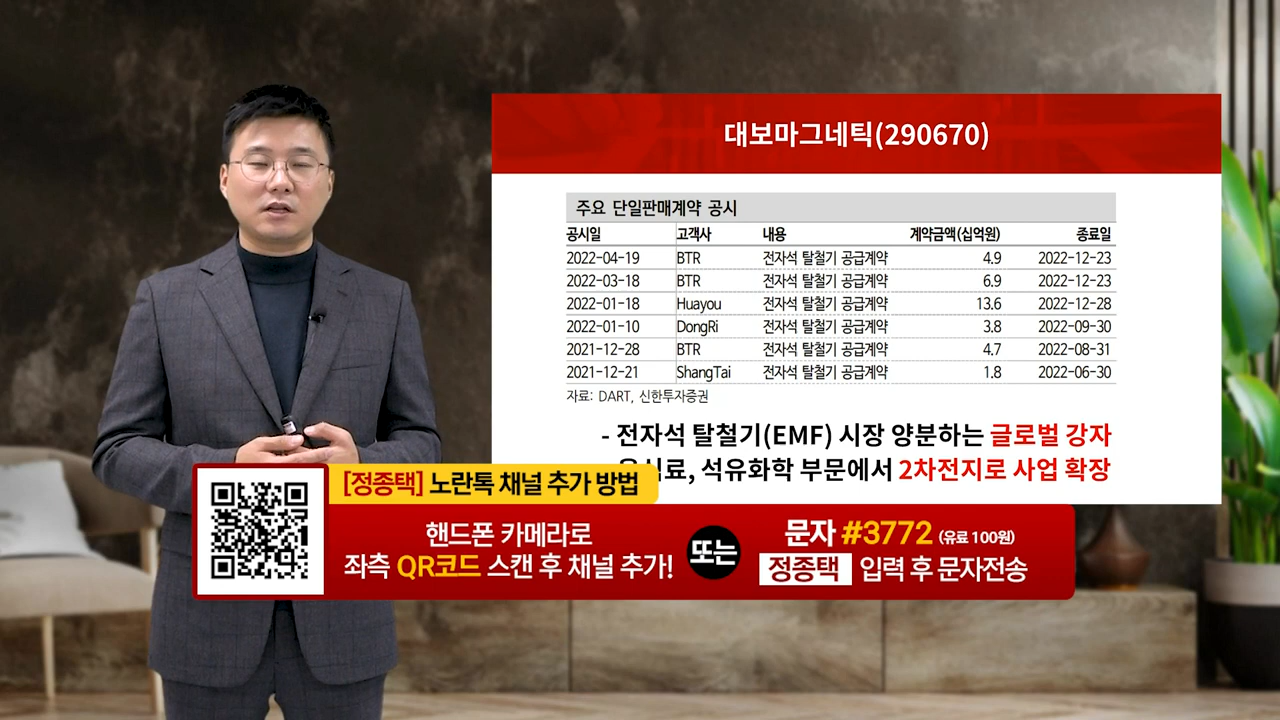 대보마그네틱(290670)
주요 단일판매계약 공시
공시일 고객사 내용 계약금액(십억원) 종료일
2022-04-19 BTR 전자석 탈철기 공급계약 4.9 2022-12-23
2022-03-18 BTR 전자석 탈철기 공급계약 6.9 2022-12-23
2022-01-18 Huayou 전자석 탈철기 공급계약 13.6 2022-12-28
2022-01-10 DongRi 전자석 탈철기 공급계약 3.8 2022-09-30
2021-12-28 BTR 전자석 탈철기 공급계약 4.7 2022-08-31
2021-12-21 ShangTai 전자석 탈철기 공급계약 1.8 2022-06-30
자료: DART, 신한투자증권
- 전자석 탈철기(EMF) 시장 양분하는 글로벌 강자
석유화학 부문에서 2차전지로 사업 확장
[정종택] 노란톡 채널 추가 방법
핸드폰 카메라로
좌측 QR코드 스캔 후 채널 추가!
또는
문자 #3772 (유료 100원)
정종택 입력 후 문자전송